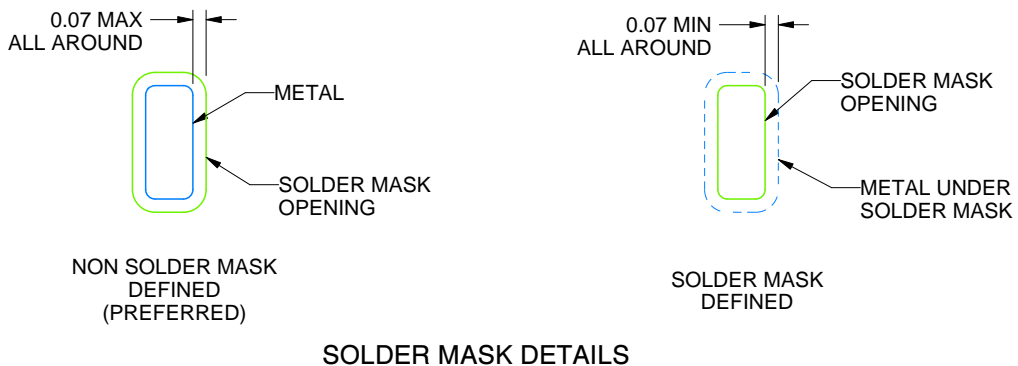 0.07 MAX
ALL AROUND
METAL
SOLDER MASK
OPENING
NON SOLDER MASK
DEFINED
(PREFERRED)
0.07 MIN
ALL AROUND
SOLDER MASK
OPENING
METAL UNDER
SOLDER MASK
SOLDER MASK
DEFINED
SOLDER MASK DETAILS